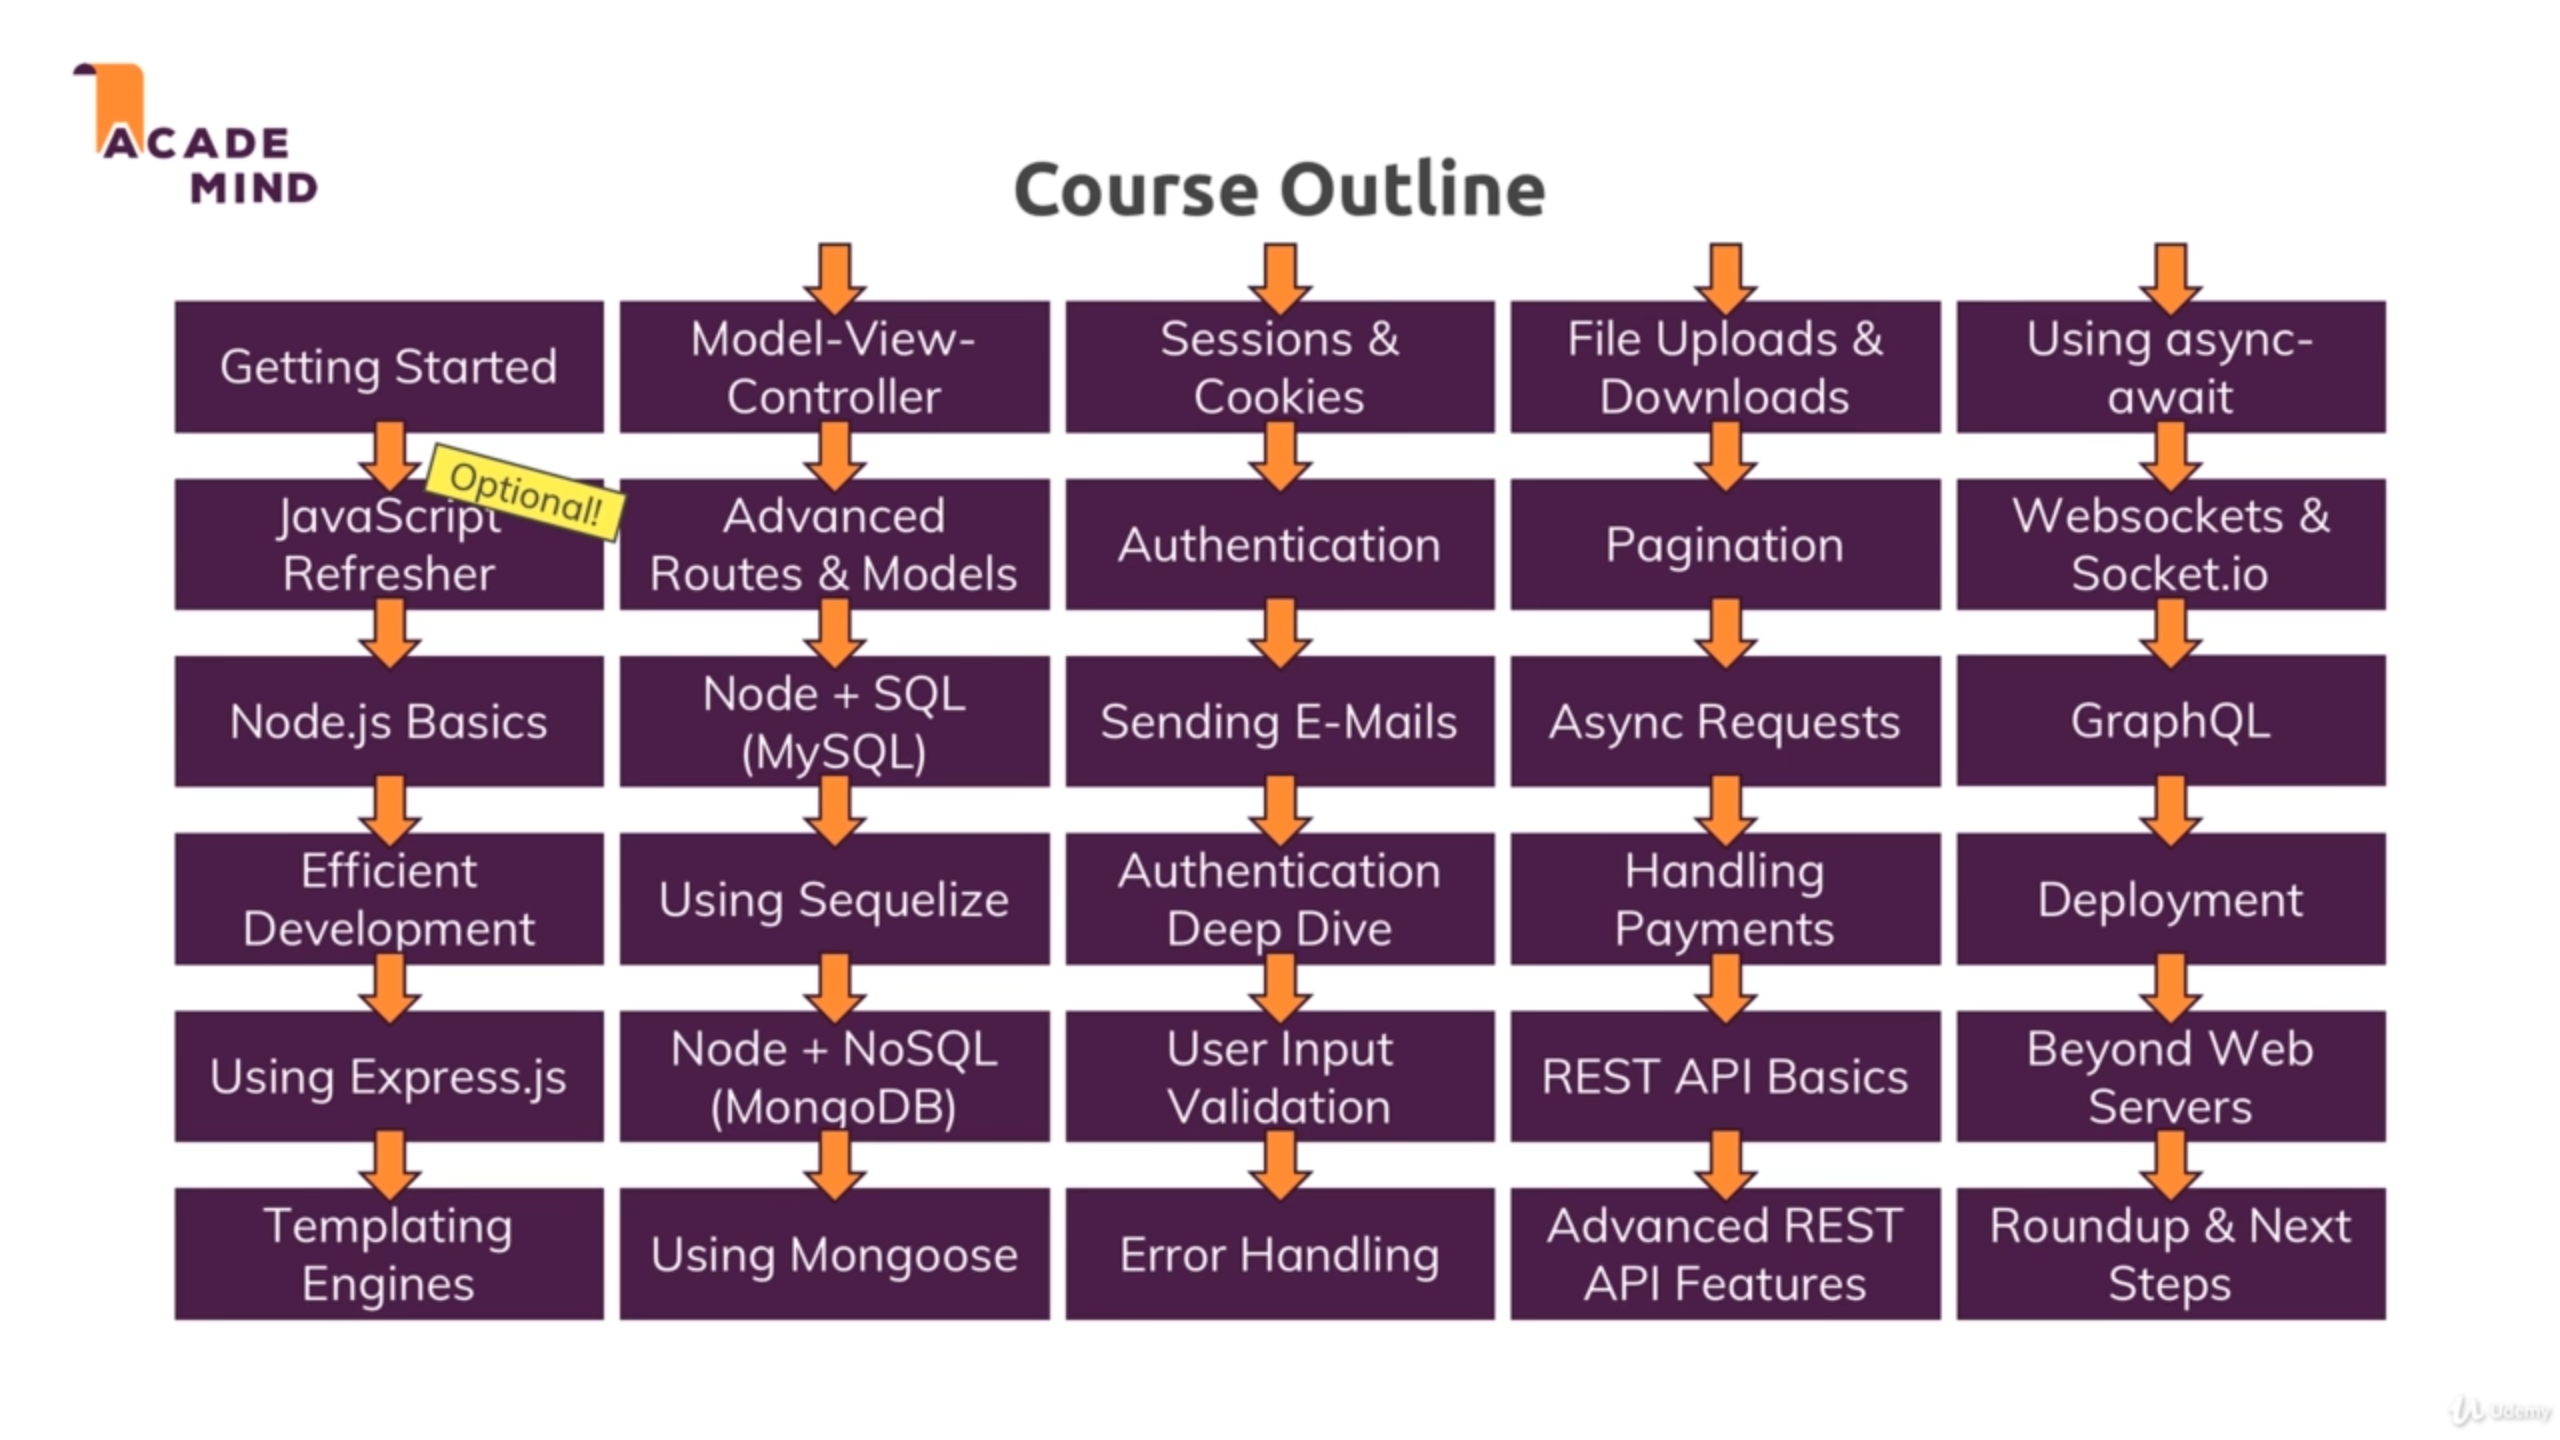 ACADE
MIND
Course Outline
Getting Started
JavaScript
Refresher
Optional!
Node.js Basics
Efficient
Development
Using Express.js
Templating
Engines
Model-View-
Controller
Advanced
Routes & Models
Node + SQL
(MySQL)
Using Sequelize
Node + NoSQL
(MongoDB)
Using Mongoose
Sessions &
Cookies
Authentication
Sending E-Mails
Authentication
Deep Dive
User Input
Validation
Error Handling
File Uploads &
Downloads
Pagination
Async Requests
Handling
Payments
REST API Basics
Advanced REST
API Features
Using async-
await
Websockets &
Socket.io
GraphQL
Deployment
Beyond Web
Servers
Roundup & Next
Steps
Udemy